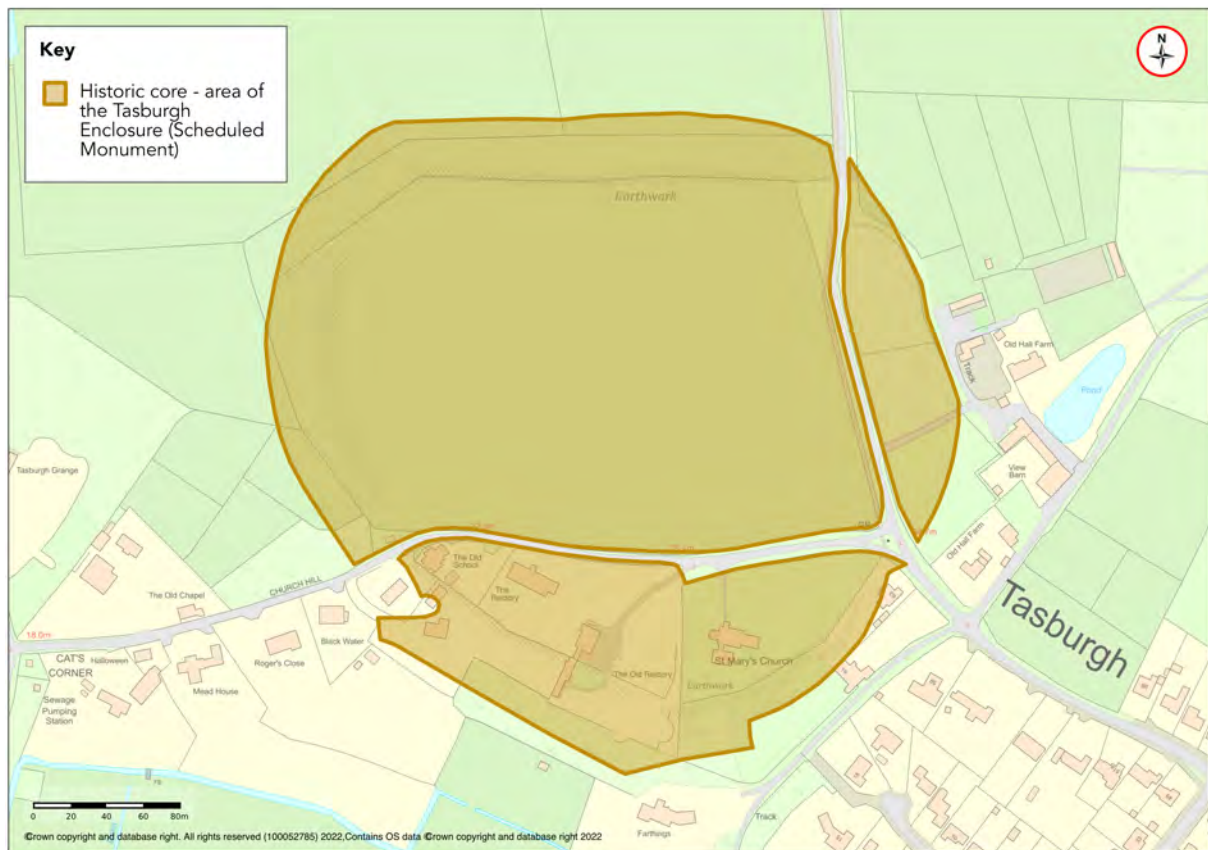 Key
Historic core - area of
the Tasburgh
Enclosure (Scheduled
Monument)
N
Earthwork
Old Hall Farm
Track
Pond
Tasburgh Grange
View
Barn
Old Hall Farm
The Old
School
The
Rectory
CHURCH HILL
The Old Chapel
Tasburgh
18.0m
Black Water
St Mary's Church
CAT'S
CORNER
Halloween
Roger's Close
The Old Rectory
Earthwork
Mead House
Sewage
Pumping
Station
Track
Farthings
0 20 40 60 80m
©rown copyright and database right. All rights reserved (100052785) 2022,Contains OS data ©rown copyright and database right 2022